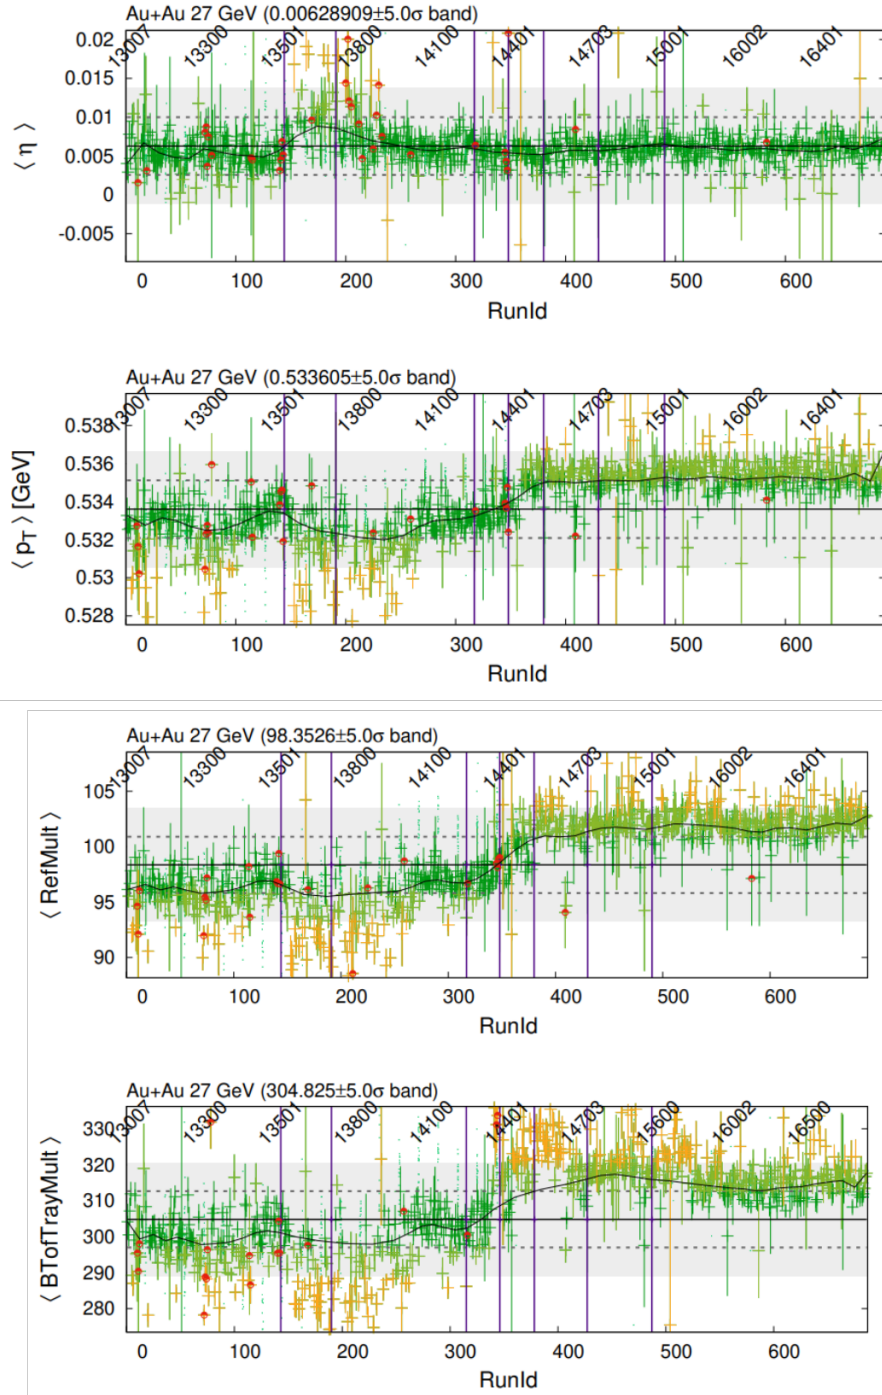 Au+Au 27 GeV (0.00628909±5.0σ band)
13007 13300 13501 13800 14100 14401 14703 15001 16002 16401
0.02
0.015
0.01
0.005
0
-0.005
⟨ η ⟩
0 100 200 300 400 500 600
RunId
Au+Au 27 GeV (0.533605±5.0σ band)
13007 13300 13501 13800 14100 14401 14703 15001 16002 16401
0.538
0.536
0.534
0.532
0.53
0.528
⟨ pT ⟩ [GeV]
0 100 200 300 400 500 600
RunId
Au+Au 27 GeV (98.3526±5.0σ band)
13007 13300 13501 13800 14100 14401 14703 15001 16002 16401
105
100
95
90
⟨ RefMult ⟩
0 100 200 300 400 500 600
RunId
Au+Au 27 GeV (304.825±5.0σ band)
13007 13300 13501 13800 14100 14401 14703 15600 16002 16500
330
320
310
300
290
280
⟨ BTofTrayMult ⟩
0 100 200 300 400 500 600
RunId